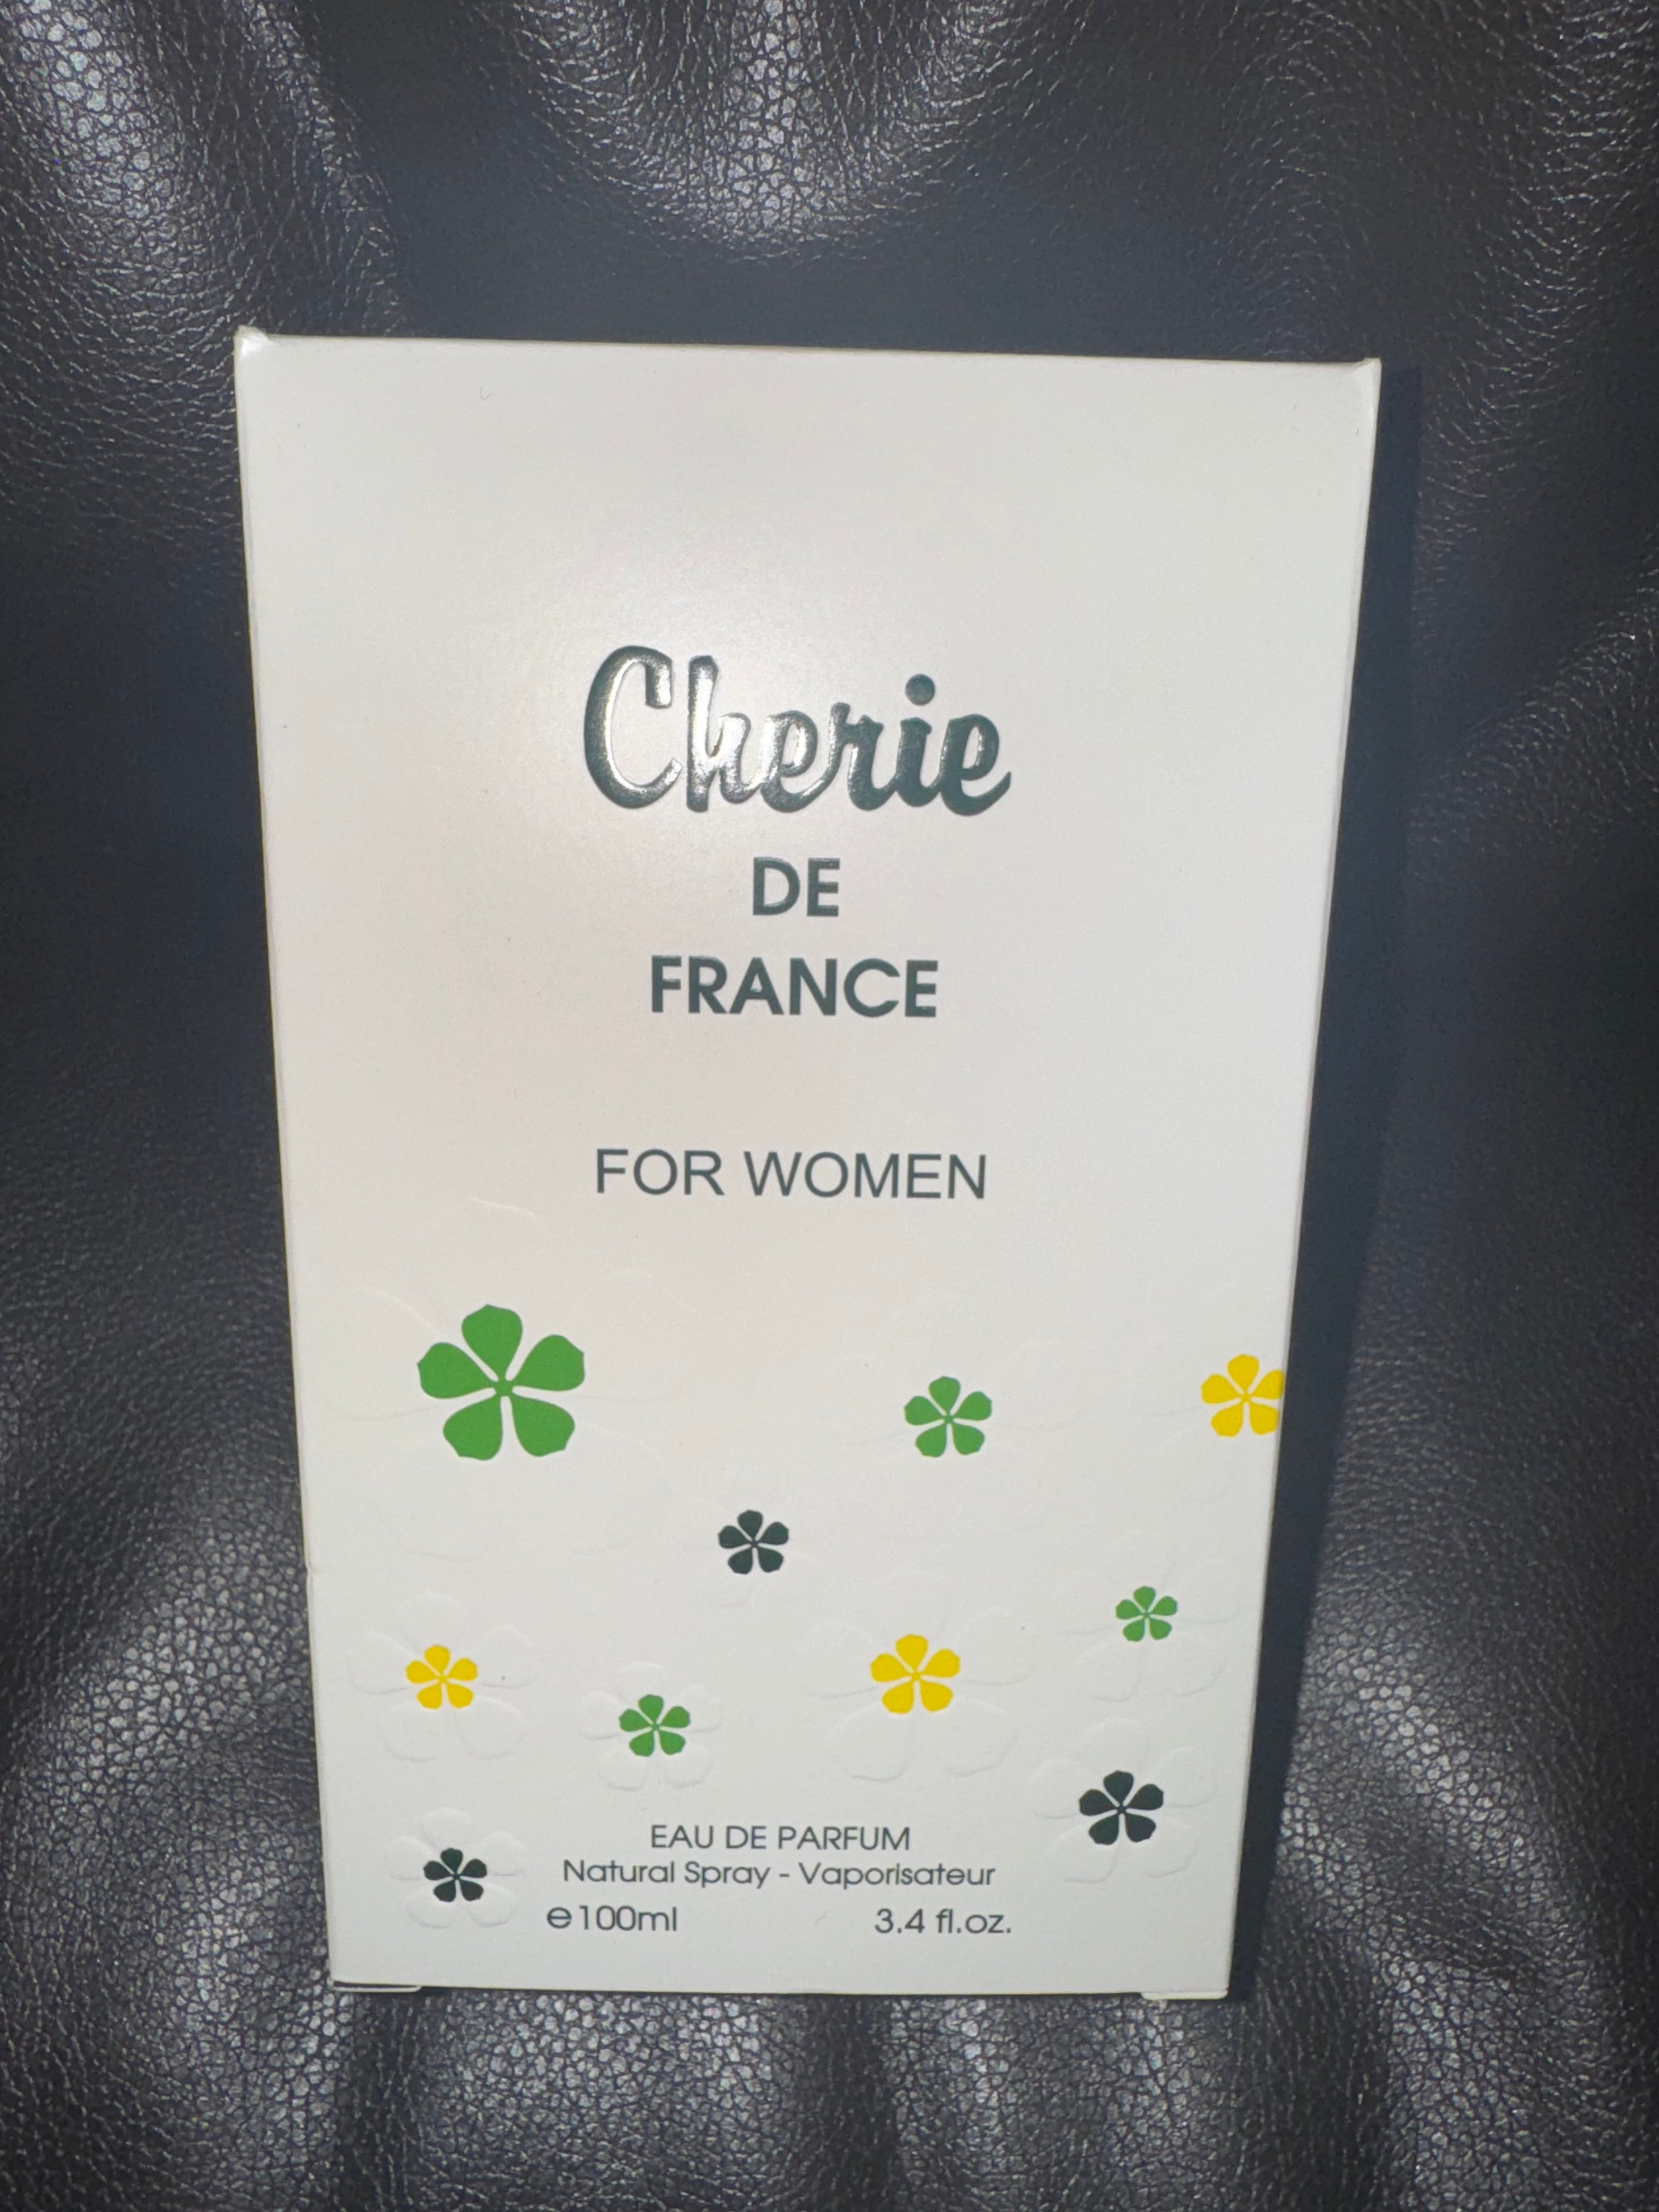 Cherie
DE
FRANCE
FOR WOMEN
EAU DE PARFUM
Natural Spray - Vaporisateur
℮100ml 3.4 fl.oz.